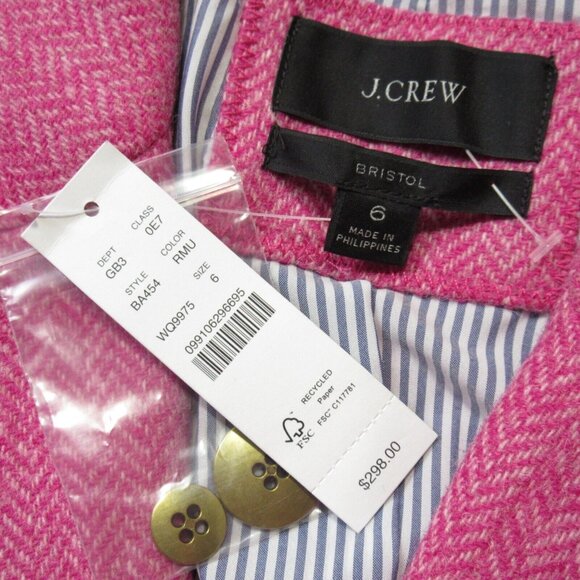 J.CREW
BRISTOL
6
MADE IN
PHILIPPINES
DEPT CLASS
GB3 0E7
STYLE COLOR
BA454 RMU
SIZE
WQ9975 6
099106296695
RECYCLED
Paper
FSC™ C117781
FSC
$298.00